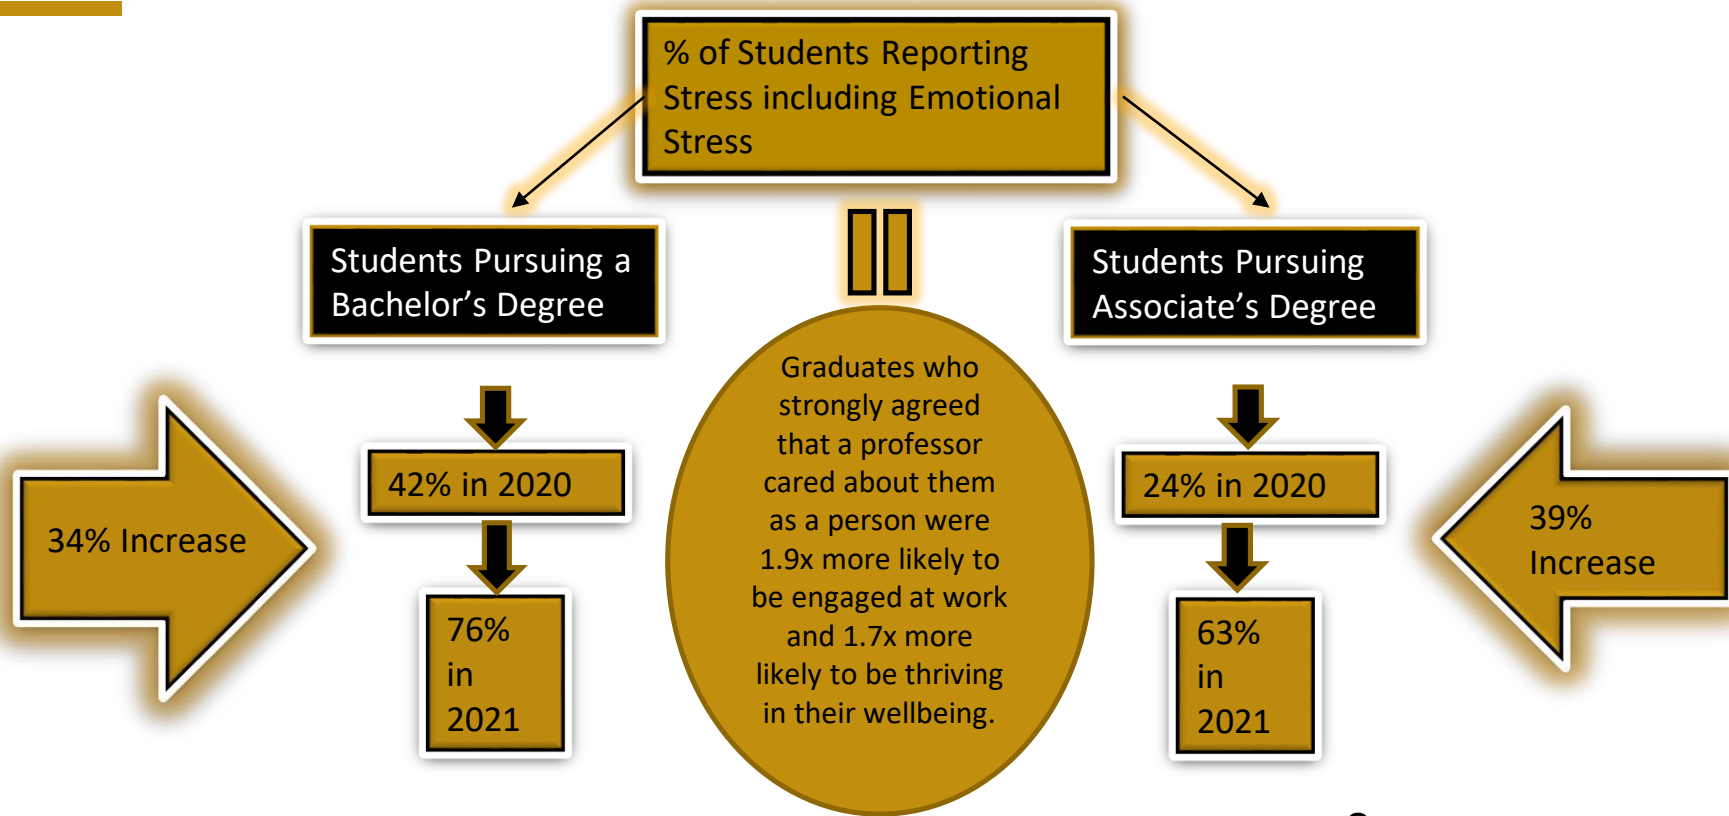 % of Students Reporting
Stress including Emotional
Stress
Students Pursuing a
Bachelor’s Degree
Students Pursuing
Associate’s Degree
34% Increase
42% in 2020
76%
in
2021
Graduates who
strongly agreed
that a professor
cared about them
as a person were
1.9x more likely to
be engaged at work
and 1.7x more
likely to be thriving
in their wellbeing.
24% in 2020
63%
in
2021
39%
Increase